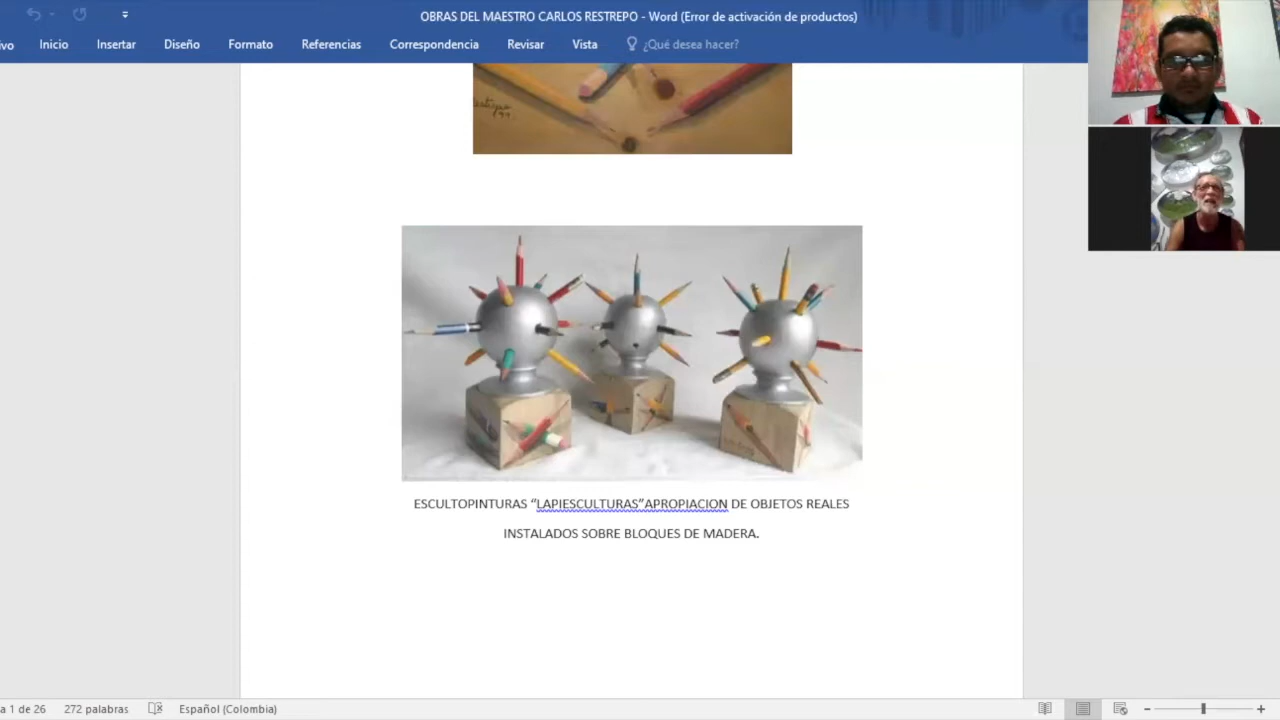 OBRAS DEL MAESTRO CARLOS RESTREPO - Word (Error de activación de productos)
vo Inicio Insertar Diseño Formato Referencias Correspondencia Revisar Vista ¿Qué desea hacer?
ESCULTOPINTURAS “LAPIESCULTURAS”APROPIACION DE OBJETOS REALES
INSTALADOS SOBRE BLOQUES DE MADERA.
a 1 de 26 272 palabras Español (Colombia)